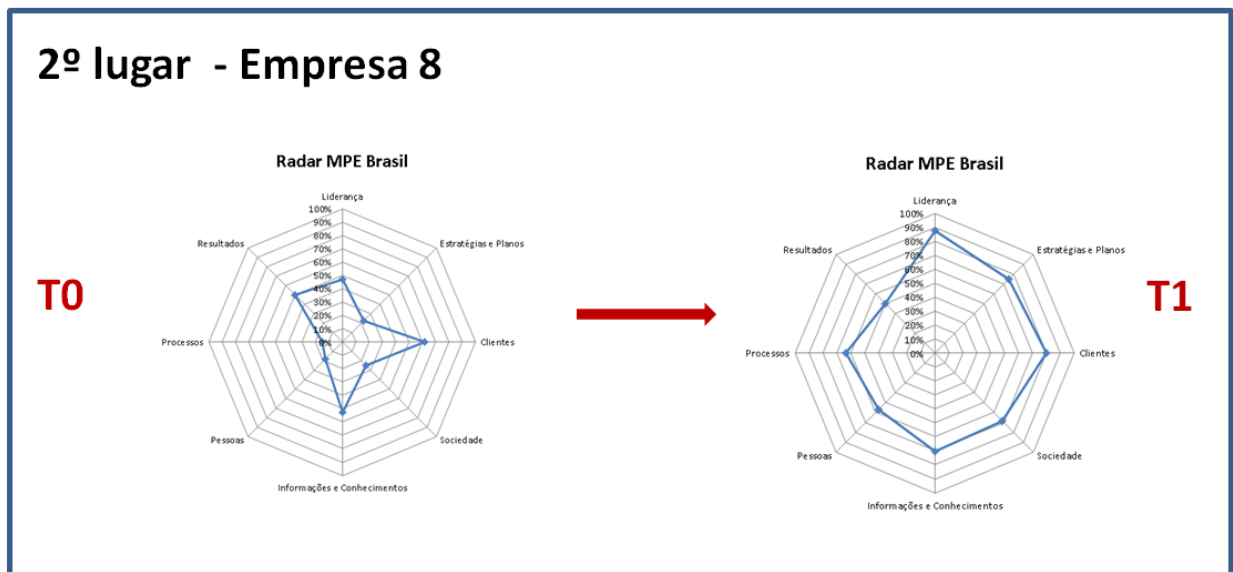 2º lugar - Empresa 8
T0
Radar MPE Brasil
Liderança
100%
90%
80%
70%
60%
50%
40%
30%
20%
10%
0%
Estratégias e Planos
Clientes
Sociedade
Informações e Conhecimentos
Pessoas
Processos
Resultados
Radar MPE Brasil
Liderança
100%
90%
80%
70%
60%
50%
40%
30%
20%
10%
0%
Estratégias e Planos
Clientes
Sociedade
Informações e Conhecimentos
Pessoas
Processos
Resultados
T1